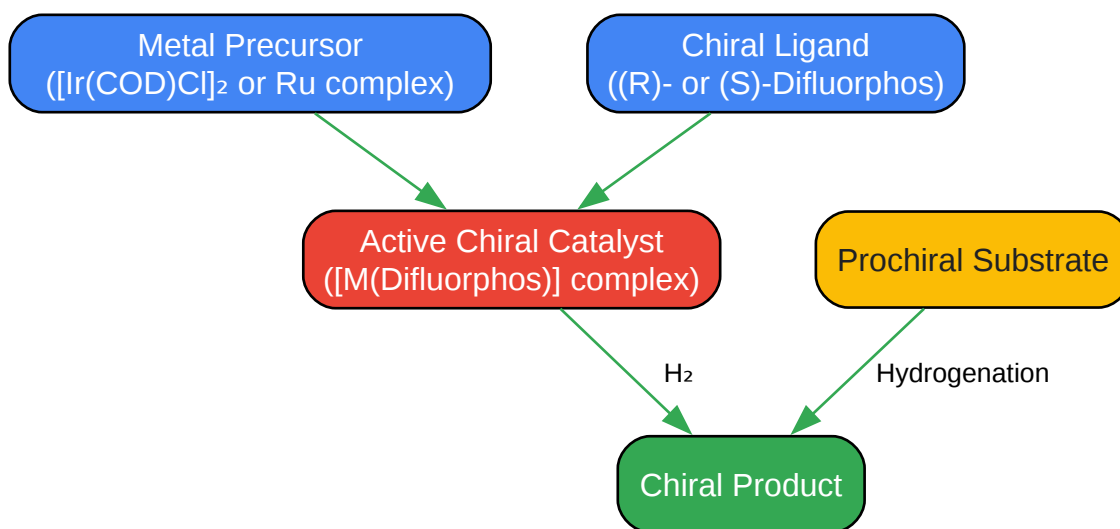 Metal Precursor
([Ir(COD)Cl]₂ or Ru complex)
Chiral Ligand
((R)- or (S)-Difluorphos)
Active Chiral Catalyst
([M(Difluorphos)] complex)
Prochiral Substrate
H₂
Hydrogenation
Chiral Product